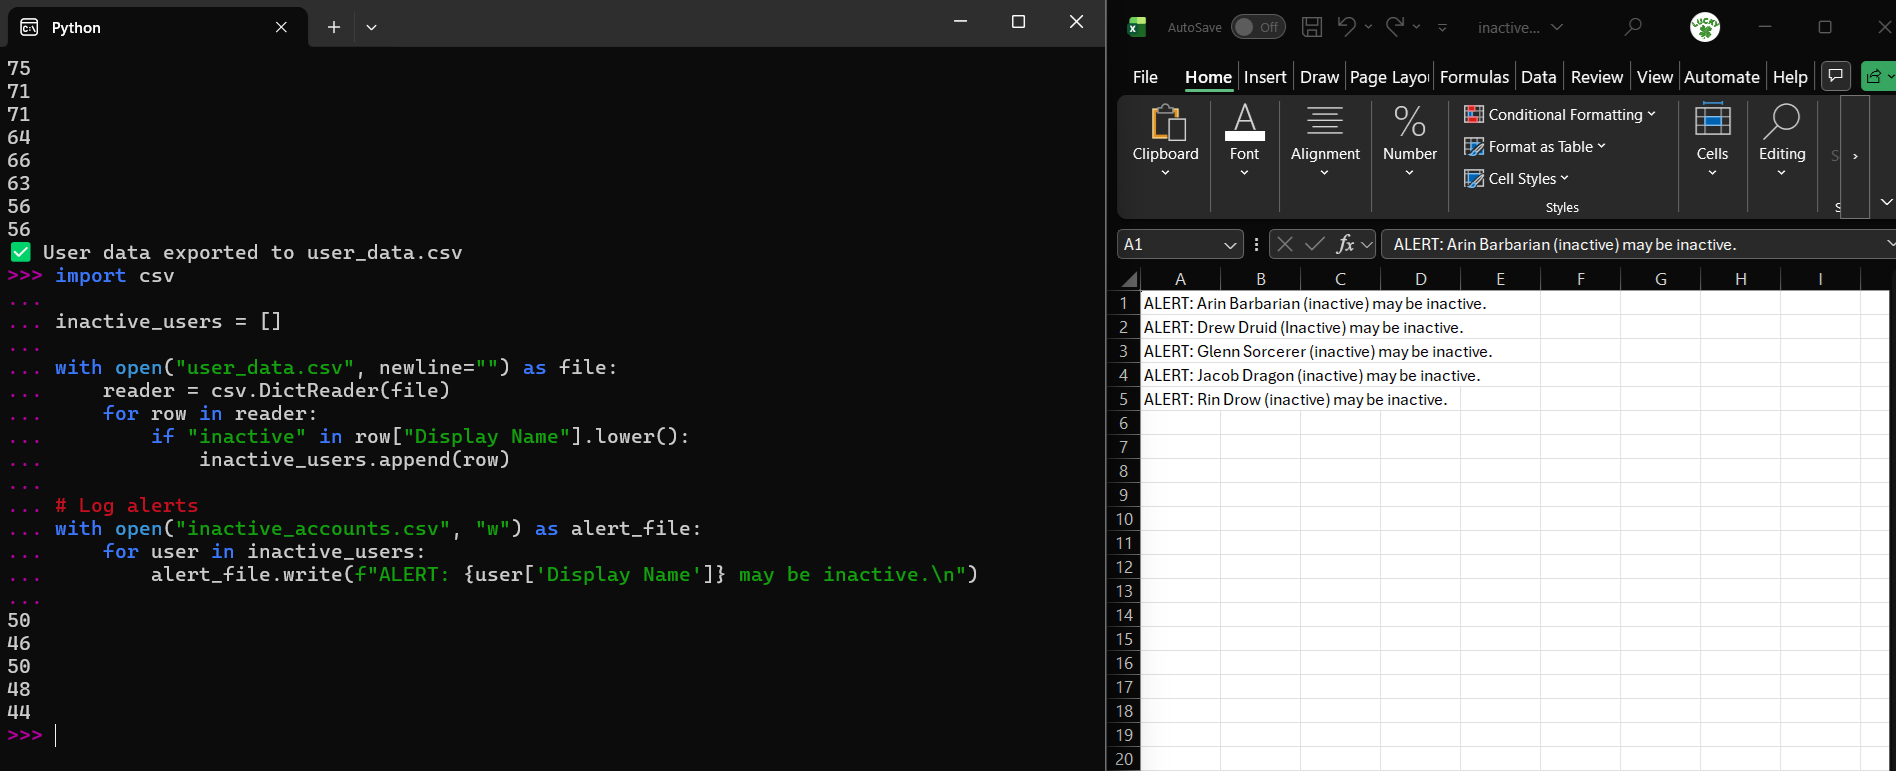 Python
75
71
71
64
66
63
56
56
✅ User data exported to user_data.csv
>>> import csv
...
... inactive_users = []
...
... with open("user_data.csv", newline="") as file:
...     reader = csv.DictReader(file)
...     for row in reader:
...         if "inactive" in row["Display Name"].lower():
...             inactive_users.append(row)
...
... # Log alerts
... with open("inactive_accounts.csv", "w") as alert_file:
...     for user in inactive_users:
...         alert_file.write(f"ALERT: {user['Display Name']} may be inactive.\n")
...
50
46
50
48
44
>>>
AutoSave Off inactive...
LUCKY
File Home Insert Draw Page Layou Formulas Data Review View Automate Help
Clipboard Font Alignment Number
Conditional Formatting
Format as Table
Cell Styles
Styles
Cells Editing S
S
A1 fx ALERT: Arin Barbarian (inactive) may be inactive.
A B C D E F G H I
1 ALERT: Arin Barbarian (inactive) may be inactive.
2 ALERT: Drew Druid (Inactive) may be inactive.
3 ALERT: Glenn Sorcerer (inactive) may be inactive.
4 ALERT: Jacob Dragon (inactive) may be inactive.
5 ALERT: Rin Drow (inactive) may be inactive.
6
7
8
9
10
11
12
13
14
15
16
17
18
19
20